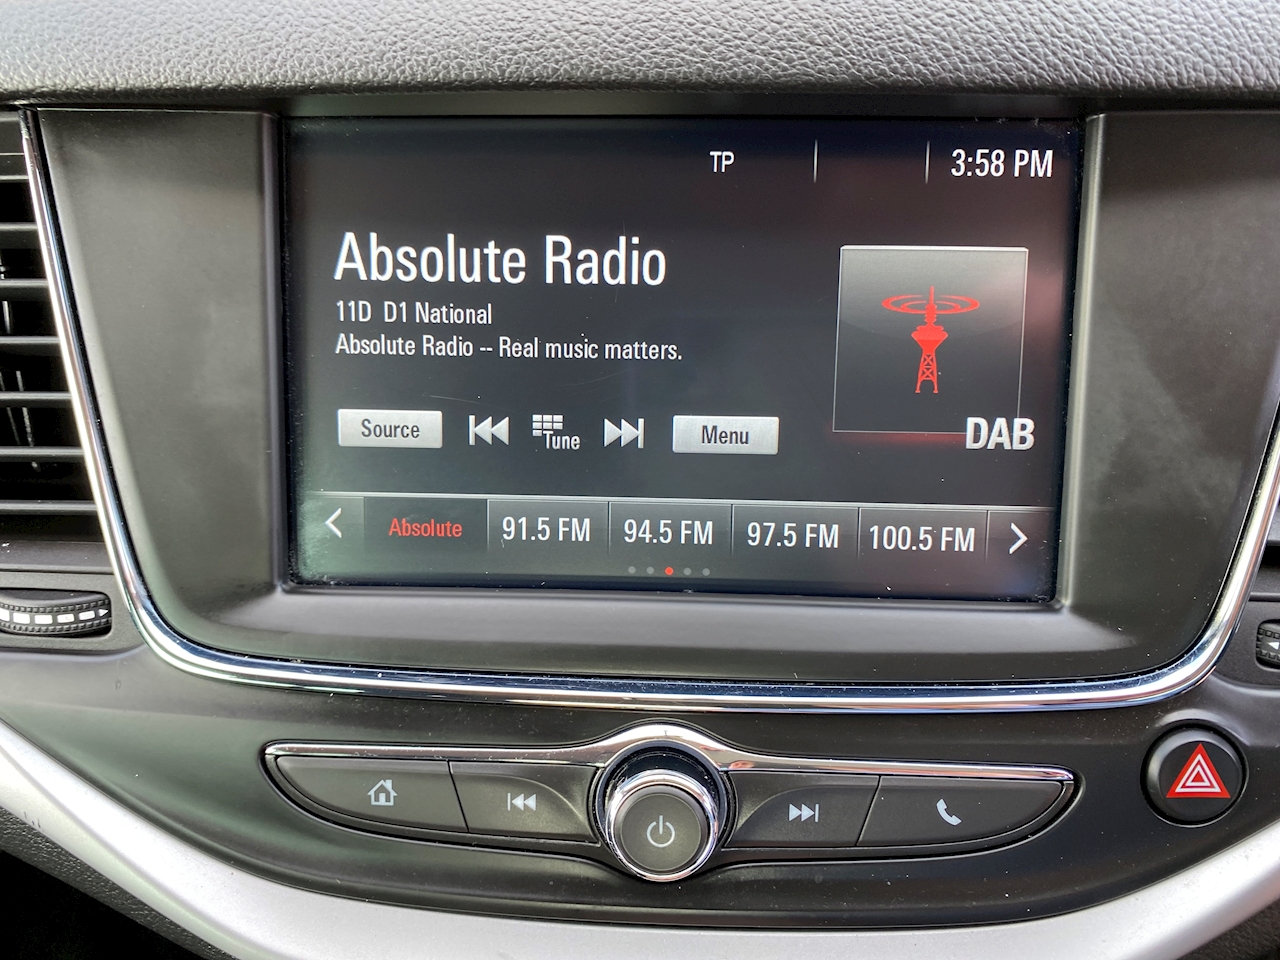 TP
3:58 PM
Absolute Radio
11D D1 National
Absolute Radio -- Real music matters.
Source
Tune
Menu
DAB
Absolute
91.5 FM
94.5 FM
97.5 FM
100.5 FM